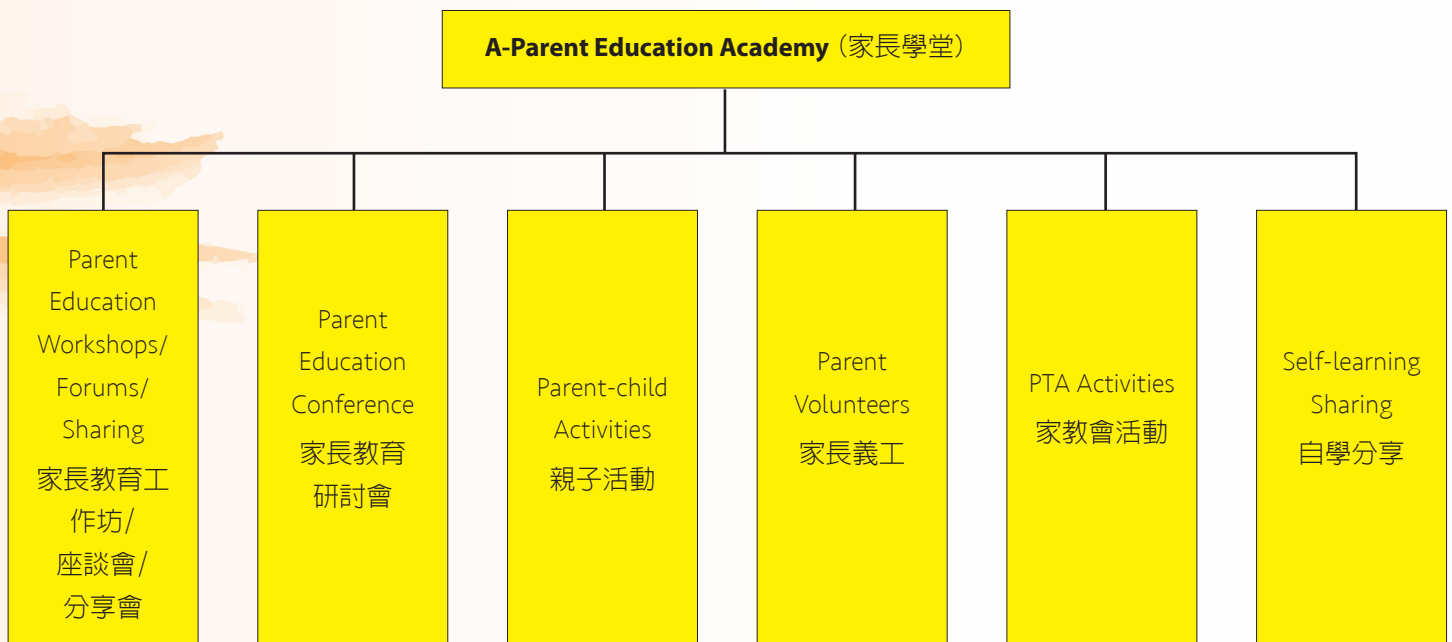 A-Parent Education Academy (家長學堂)
Parent
Education
Workshops/
Forums/
Sharing
家長教育工
作坊/
座談會/
分享會
Parent
Education
Conference
家長教育
研討會
Parent-child
Activities
親子活動
Parent
Volunteers
家長義工
PTA Activities
家教會活動
Self-learning
Sharing
自學分享